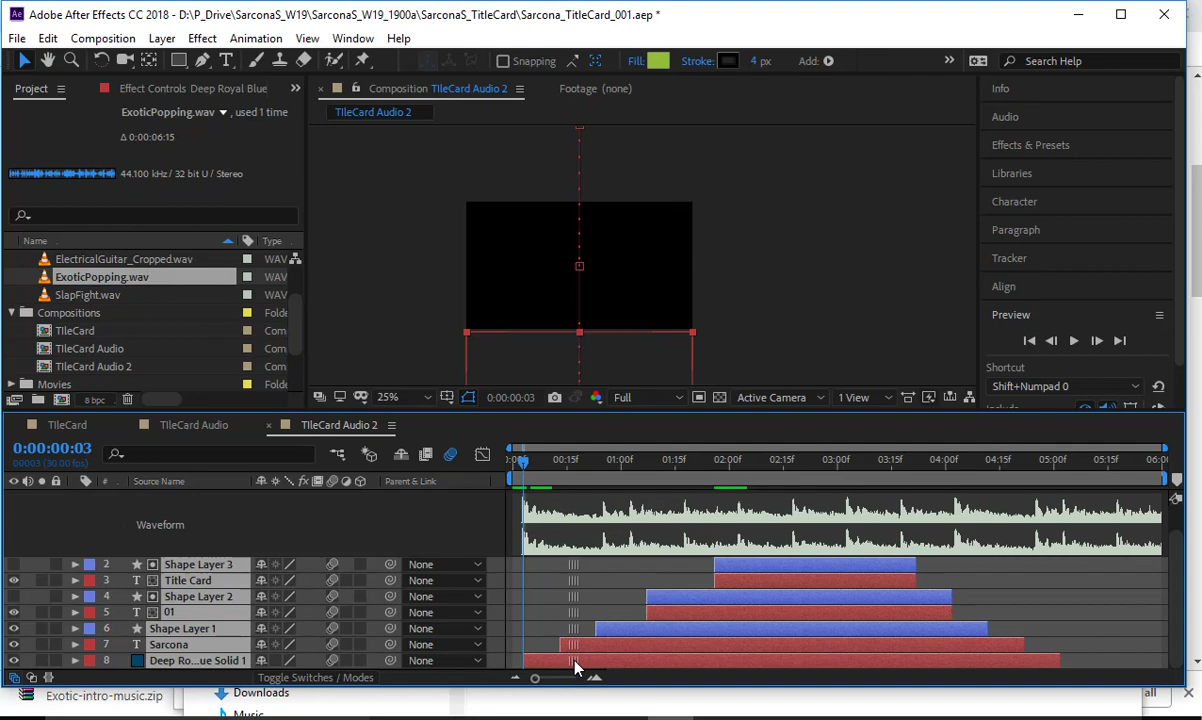 Adobe After Effects CC 2018 - D:\P_Drive\SarconaS_W19\SarconaS_W19_1900a\SarconaS_TitleCard\Sarcona_TitleCard_001.aep *
File Edit Composition Layer Effect Animation View Window Help
Snapping Fill: Stroke: 4 px Add: Search Help
Project Effect Controls Deep Royal Blue Composition TIleCard Audio 2 Footage (none) Info
TIleCard Audio 2
ExoticPopping.wav , used 1 time
Audio
Δ 0:00:06:15
Effects & Presets
44.100 kHz / 32 bit U / Stereo
Libraries
Character
Paragraph
Name Type
ElectricalGuitar_Cropped.wav WAV
Tracker
ExoticPopping.wav WAV
Align
SlapFight.wav WAV
Compositions Folde
Preview
TIleCard Com
TIleCard Audio Com
TIleCard Audio 2 Com
Shortcut
Movies Folde
Shift+Numpad 0
8 bpc 25% 0:00:00:03 Full Active Camera 1 View
TIleCard TIleCard Audio TIleCard Audio 2
0:00:00:03
00003 (30.00 fps)
00:15f 01:00f 01:15f 02:00f 02:15f 03:00f 03:15f 04:00f 04:15f 05:00f 05:15f 06:00
# Source Name Parent & Link
Waveform
2 Shape Layer 3 None
3 T Title Card None
4 Shape Layer 2 None
5 T 01 None
6 Shape Layer 1 None
7 T Sarcona None
8 Deep Ro...ue Solid 1 None
Toggle Switches / Modes
Exotic-intro-music.zip Downloads all
Music